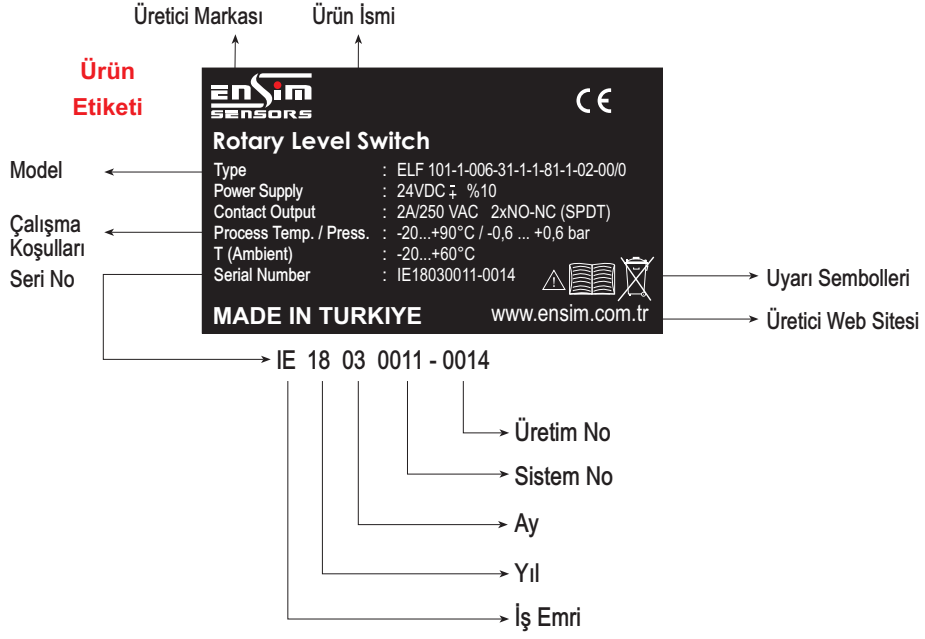 Üretici Markası Ürün İsmi
Ürün
Etiketi
ensim
SENSORS
CE
Rotary Level Switch
Model
Type : ELF 101-1-006-31-1-1-81-1-02-00/0
Power Supply : 24VDC ∓ %10
Contact Output : 2A/250 VAC 2xNO-NC (SPDT)
Çalışma
Koşulları
Process Temp. / Press. : -20...+90°C / -0,6 ... +0,6 bar
T (Ambient) : -20...+60°C
Seri No
Serial Number : IE18030011-0014
Uyarı Sembolleri
MADE IN TURKIYE www.ensim.com.tr
Üretici Web Sitesi
IE 18 03 0011 - 0014
Üretim No
Sistem No
Ay
Yıl
İş Emri